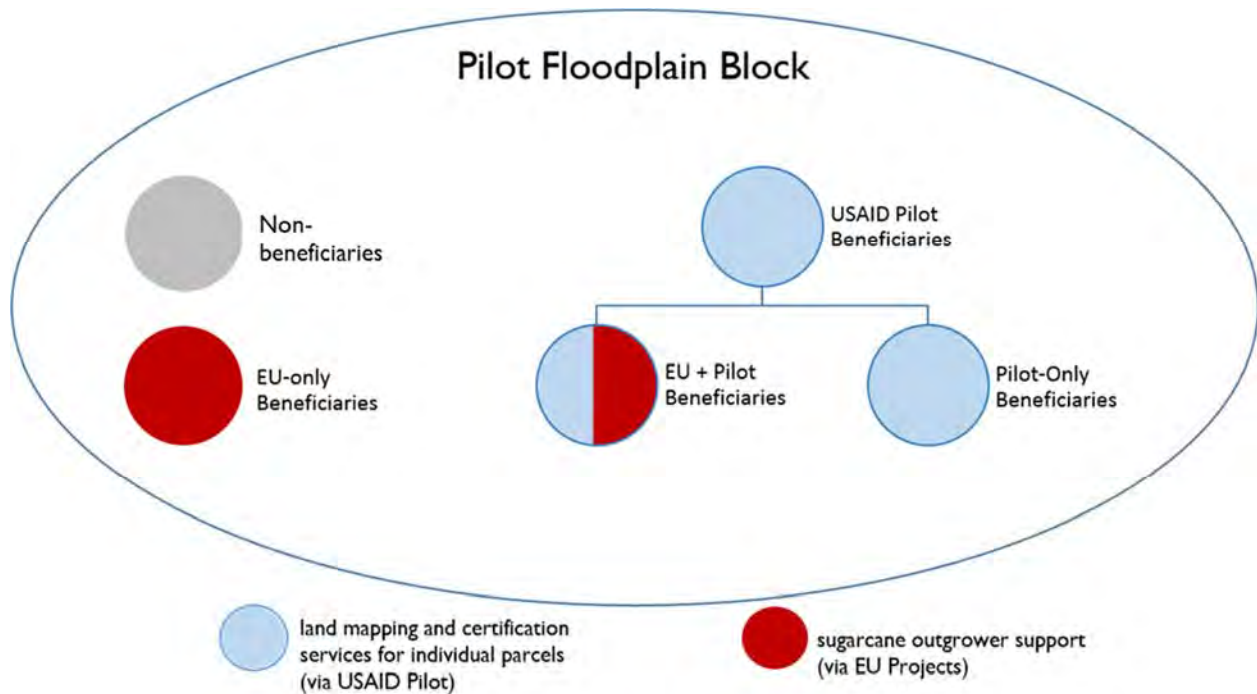 Pilot Floodplain Block
Non-
beneficiaries
USAID Pilot
Beneficiaries
EU-only
Beneficiaries
EU + Pilot
Beneficiaries
Pilot-Only
Beneficiaries
land mapping and certification
services for individual parcels
(via USAID Pilot)
sugarcane outgrower support
(via EU Projects)